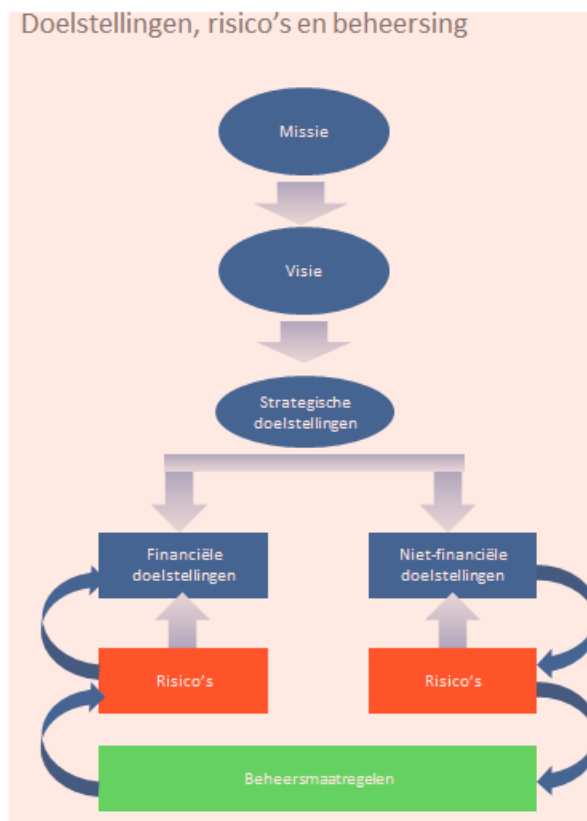 Doelstellingen, risico's en beheersing
Missie
Visie
Strategische
doelstellingen
Financiële
doelstellingen
Niet-financiële
doelstellingen
Risico's
Risico's
Beheersmaatregelen